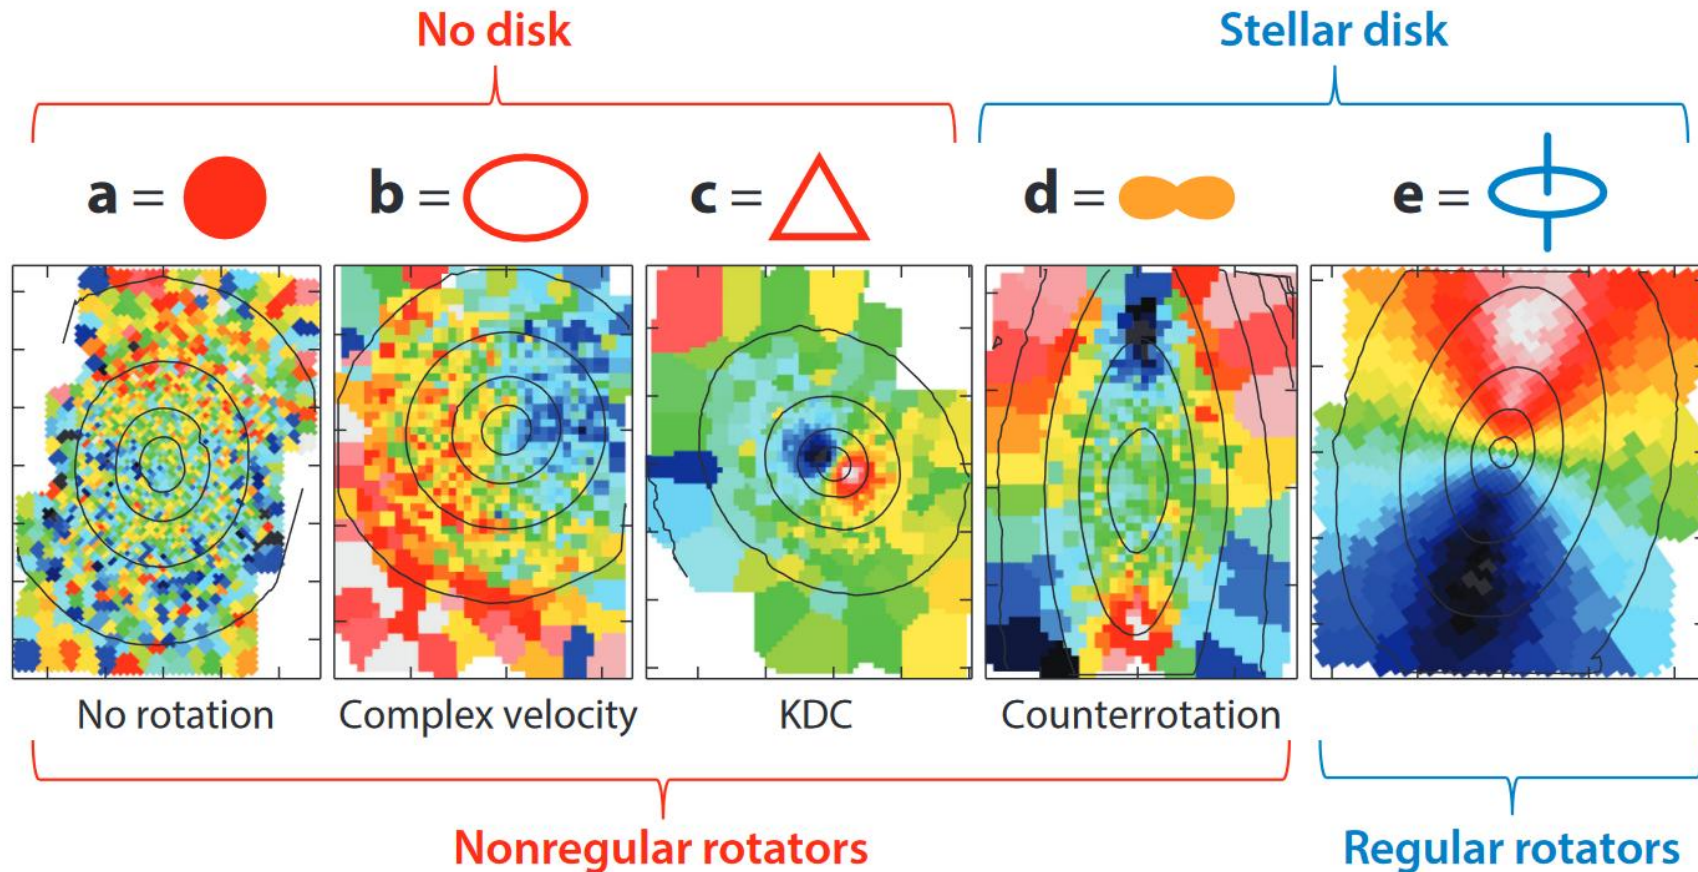 No disk
Stellar disk
a =
b =
c =
d =
e =
No rotation
Complex velocity
KDC
Counterrotation
Nonregular rotators
Regular rotators